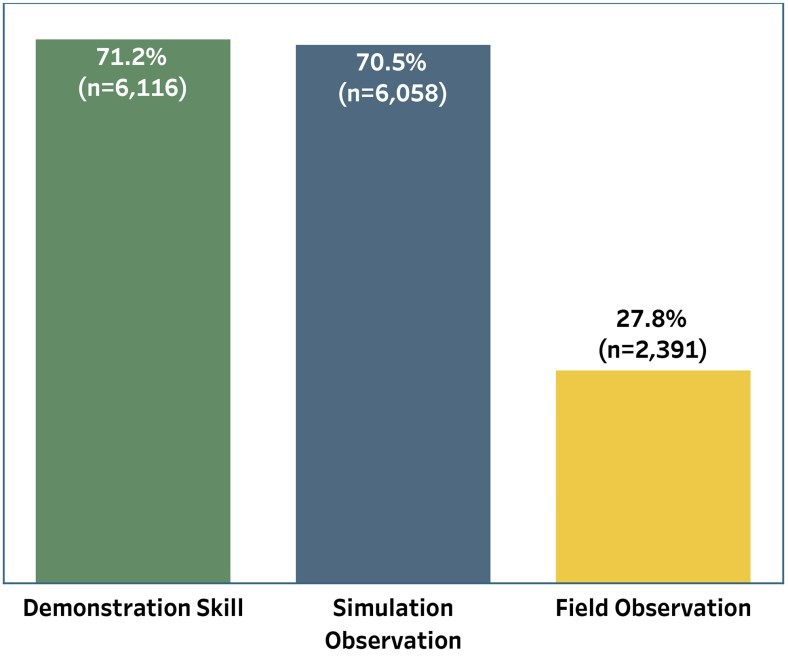 71.2%
(n=6,116)
70.5%
(n=6,058)
27.8%
(n=2,391)
Demonstration Skill
Simulation
Observation
Field Observation